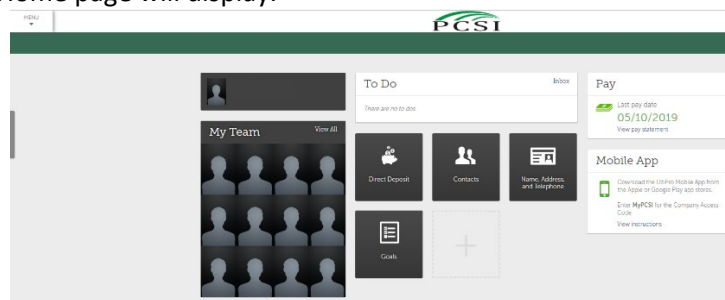 Home page will display.
MENU
PCSI
To Do
Inbox
There are no to dos.
My Team
View All
Direct Deposit
Contacts
Name, Address,
and Telephone
Goals
Pay
Last pay date
05/10/2019
View pay statement
Mobile App
Download the UltiPro Mobile App from
the Apple or Google Play app stores.
Enter MyPCSI for the Company Access
Code
View instructions